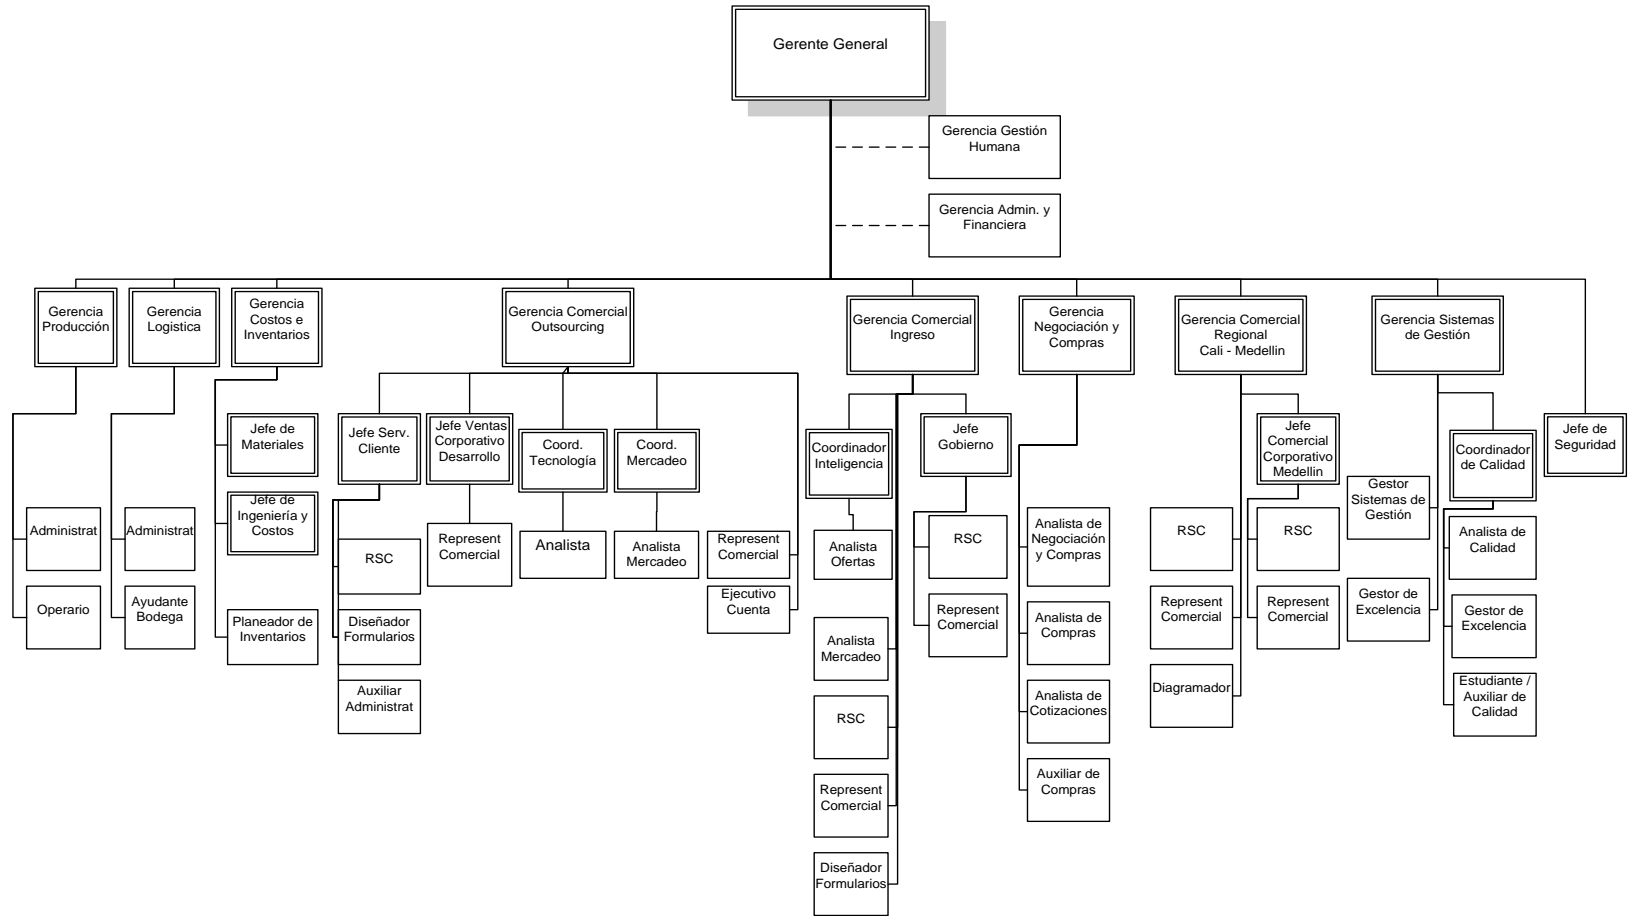 Gerente General
Gerencia Gestión
Humana
Gerencia Admin. y
Financiera
Gerencia
Producción
Gerencia
Logistica
Gerencia
Costos e
Inventarios
Gerencia Comercial
Outsourcing
Gerencia Comercial
Ingreso
Gerencia
Negociación y
Compras
Gerencia Comercial
Regional
Cali - Medellin
Gerencia Sistemas
de Gestión
Jefe de
Materiales
Jefe Serv.
Cliente
Jefe Ventas
Corporativo
Desarrollo
Coord.
Tecnología
Coord.
Mercadeo
Coordinador
Inteligencia
Jefe
Gobierno
Jefe
Comercial
Corporativo
Medellin
Coordinador
de Calidad
Jefe de
Seguridad
Administrat
Administrat
Jefe de
Ingeniería y
Costos
RSC
Represent
Comercial
Analista
Analista
Mercadeo
Represent
Comercial
Analista
Ofertas
RSC
Analista de
Negociación
y Compras
RSC
RSC
Gestor
Sistemas de
Gestión
Analista de
Calidad
Operario
Ayudante
Bodega
Planeador de
Inventarios
Diseñador
Formularios
Ejecutivo
Cuenta
Analista
Mercadeo
Represent
Comercial
Analista
de Compras
Represent
Comercial
Represent
Comercial
Gestor de
Excelencia
Gestor de
Excelencia
Auxiliar
Administrat
RSC
Analista de
Cotizaciones
Diagramador
Estudiante /
Auxiliar de
Calidad
Represent
Comercial
Auxiliar de
Compras
Diseñador
Formularios